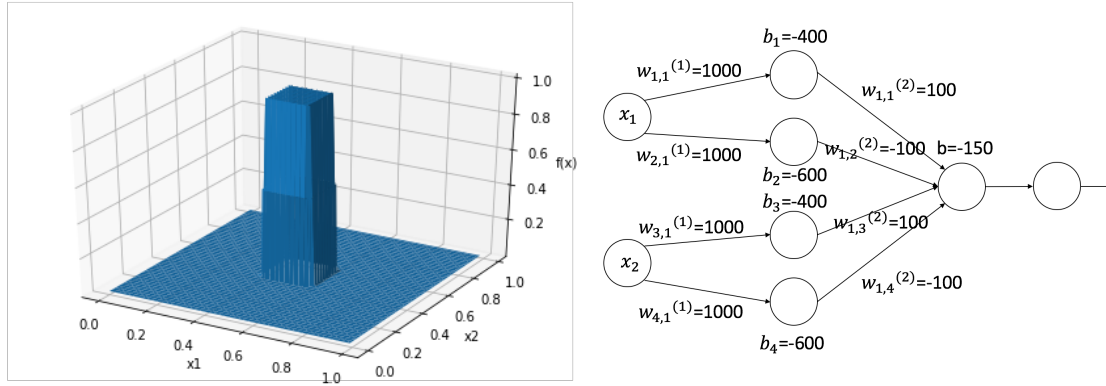 1.0
0.8
0.6
0.4
0.2
f(x)
0.0
0.2
0.4
0.6
0.8
1.0
x1
0.0
0.2
0.4
0.6
0.8
1.0
x2
b₁=-400
w₁,₁⁽¹⁾=1000
x₁
w₁,₁⁽²⁾=100
w₂,₁⁽¹⁾=1000
w₁,₂⁽²⁾=-100
b=-150
b₂=-600
b₃=-400
w₃,₁⁽¹⁾=1000
w₁,₃⁽²⁾=100
x₂
w₁,₄⁽²⁾=-100
w₄,₁⁽¹⁾=1000
b₄=-600